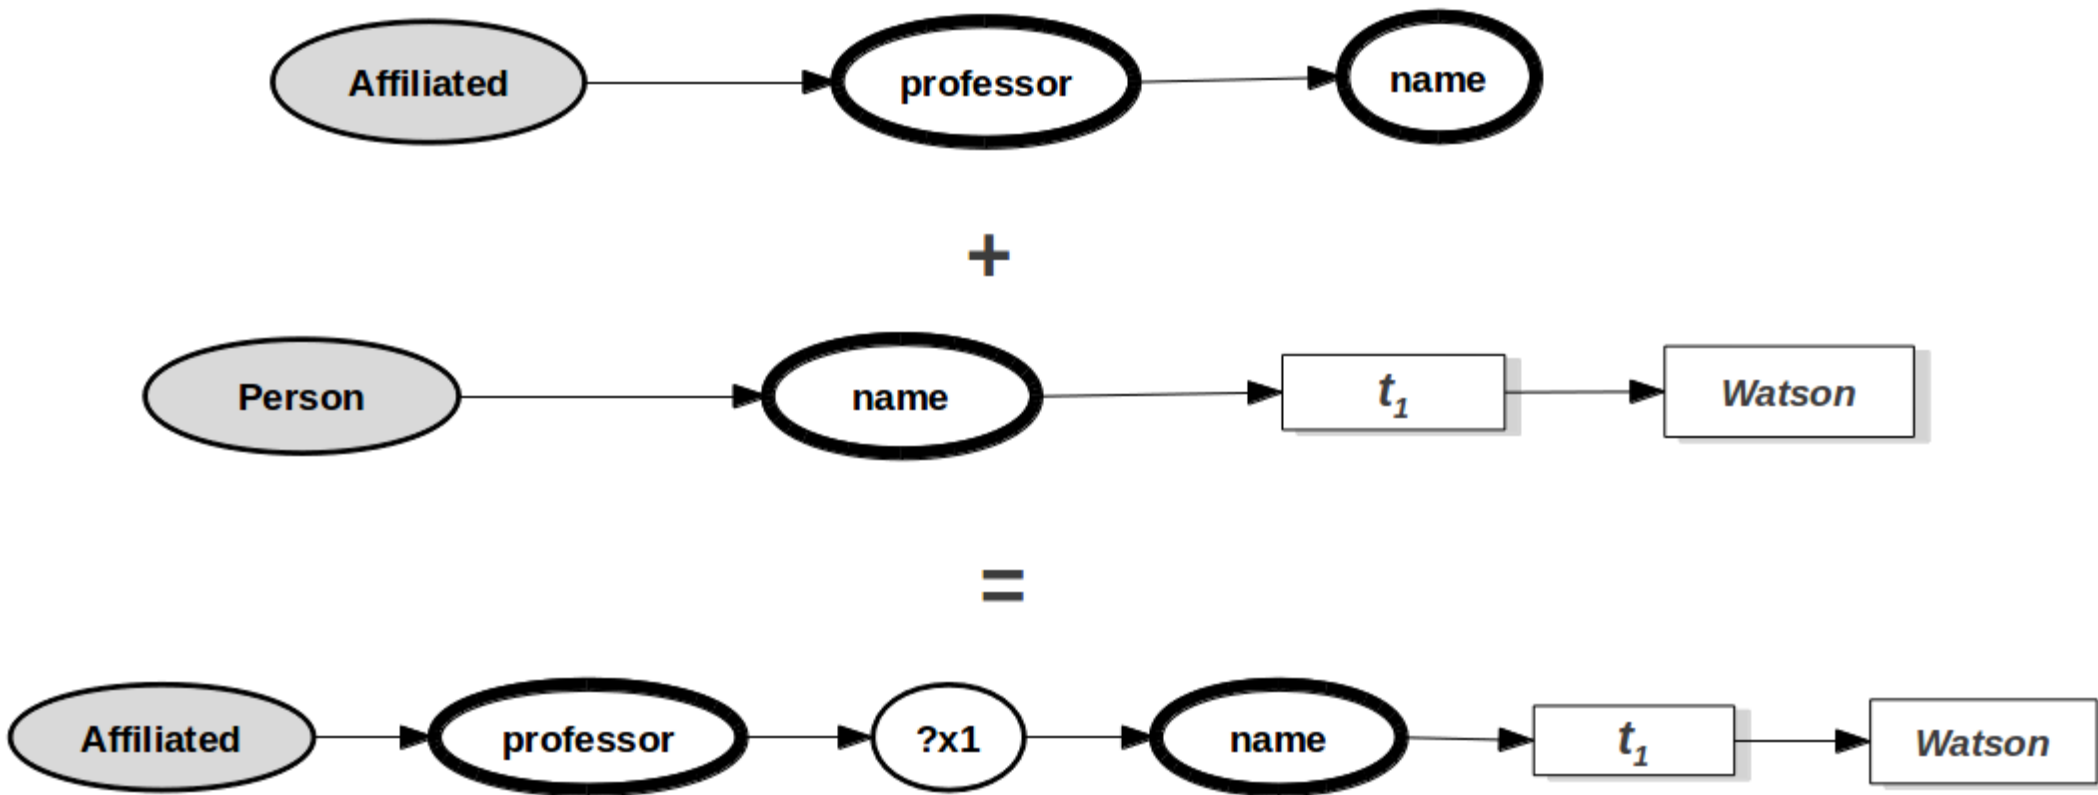 Affiliated professor name
+
Person name t₁ Watson
=
Affiliated professor ?x1 name t₁ Watson